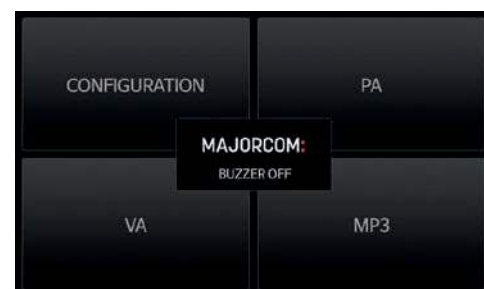 CONFIGURATION
PA
MAJORCOM:
BUZZER OFF
VA
MP3